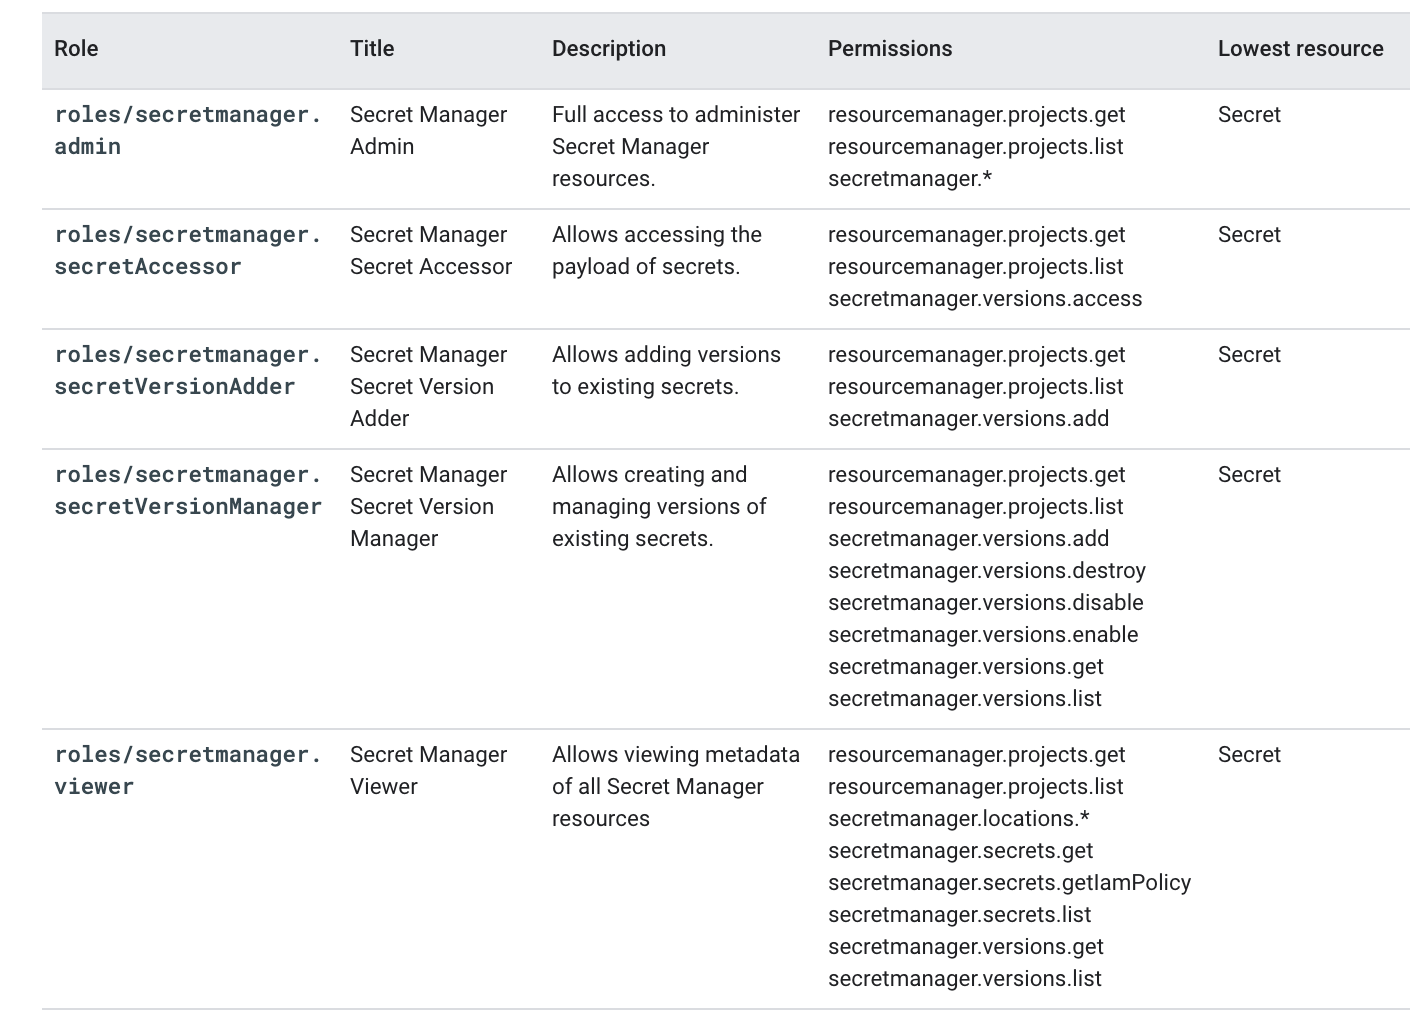 Role Title Description Permissions Lowest resource
roles/secretmanager. Secret Manager Full access to administer resourcemanager.projects.get Secret
admin Admin Secret Manager resourcemanager.projects.list
resources. secretmanager.*
roles/secretmanager. Secret Manager Allows accessing the resourcemanager.projects.get Secret
secretAccessor Secret Accessor payload of secrets. resourcemanager.projects.list
secretmanager.versions.access
roles/secretmanager. Secret Manager Allows adding versions resourcemanager.projects.get Secret
secretVersionAdder Secret Version to existing secrets. resourcemanager.projects.list
Adder secretmanager.versions.add
roles/secretmanager. Secret Manager Allows creating and resourcemanager.projects.get Secret
secretVersionManager Secret Version managing versions of resourcemanager.projects.list
Manager existing secrets. secretmanager.versions.add
secretmanager.versions.destroy
secretmanager.versions.disable
secretmanager.versions.enable
secretmanager.versions.get
secretmanager.versions.list
roles/secretmanager. Secret Manager Allows viewing metadata resourcemanager.projects.get Secret
viewer Viewer of all Secret Manager resourcemanager.projects.list
resources secretmanager.locations.*
secretmanager.secrets.get
secretmanager.secrets.getIamPolicy
secretmanager.secrets.list
secretmanager.versions.get
secretmanager.versions.list